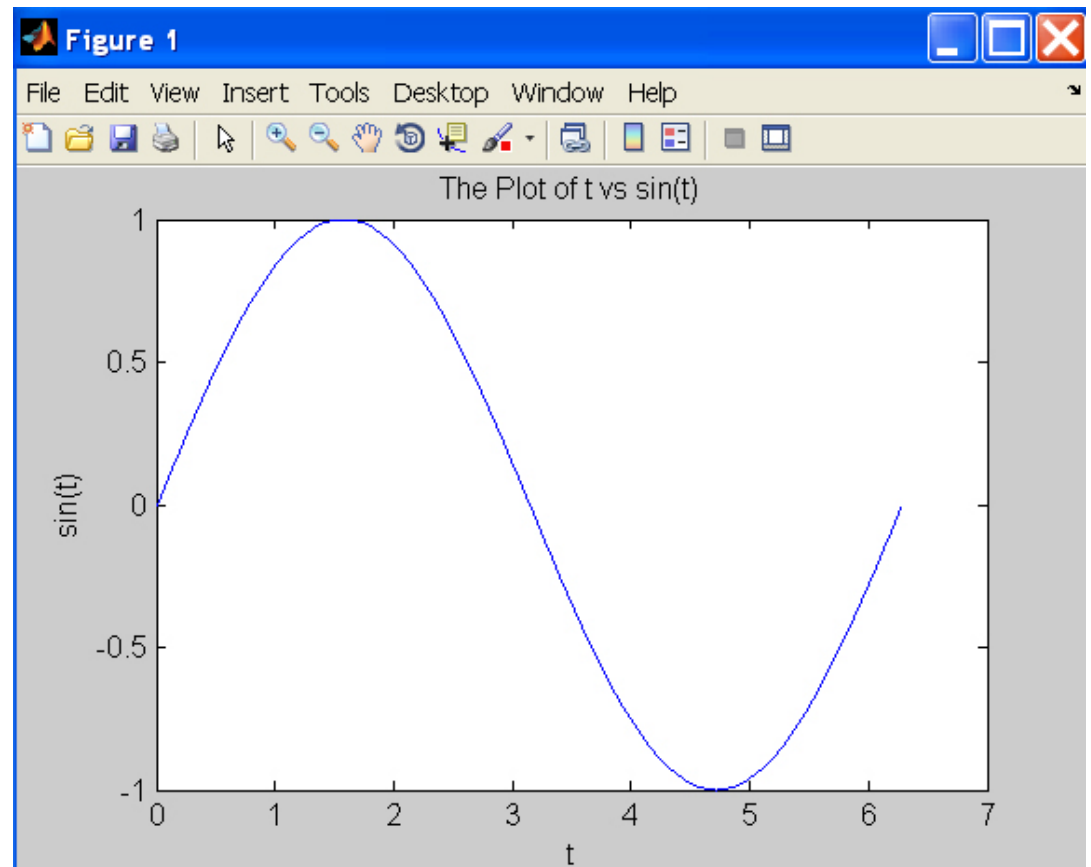 Figure 1
File Edit View Insert Tools Desktop Window Help
The Plot of t vs sin(t)
1
0.5
0
-0.5
-1
sin(t)
0 1 2 3 4 5 6 7
t